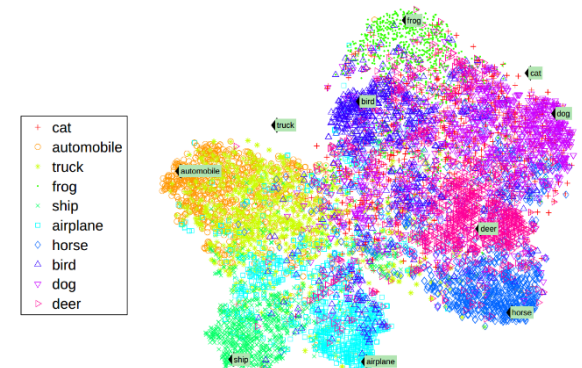 cat
automobile
truck
frog
ship
airplane
horse
bird
dog
deer
frog
cat
bird
dog
truck
automobile
deer
horse
ship
airplane